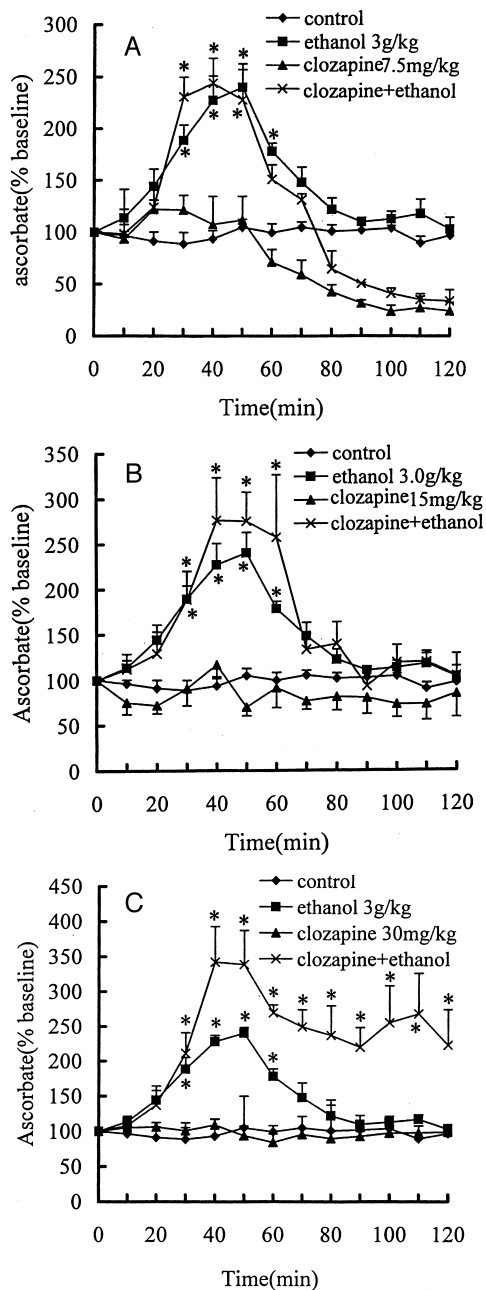 A
control
ethanol 3g/kg
clozapine7.5mg/kg
clozapine+ethanol
ascorbate(% baseline)
300
250
200
150
100
50
0
* * *
* * *
*
0 20 40 60 80 100 120
Time(min)
B
control
ethanol 3.0g/kg
clozapine15mg/kg
clozapine+ethanol
Ascorbate(% baseline)
350
300
250
200
150
100
50
0
* * * *
* * * *
0 20 40 60 80 100 120
Time(min)
C
control
ethanol 3g/kg
clozapine 30mg/kg
clozapine+ethanol
Ascorbate(% baseline)
450
400
350
300
250
200
150
100
50
0
* * * * * * * * * *
* * * *
0 20 40 60 80 100 120
Time(min)